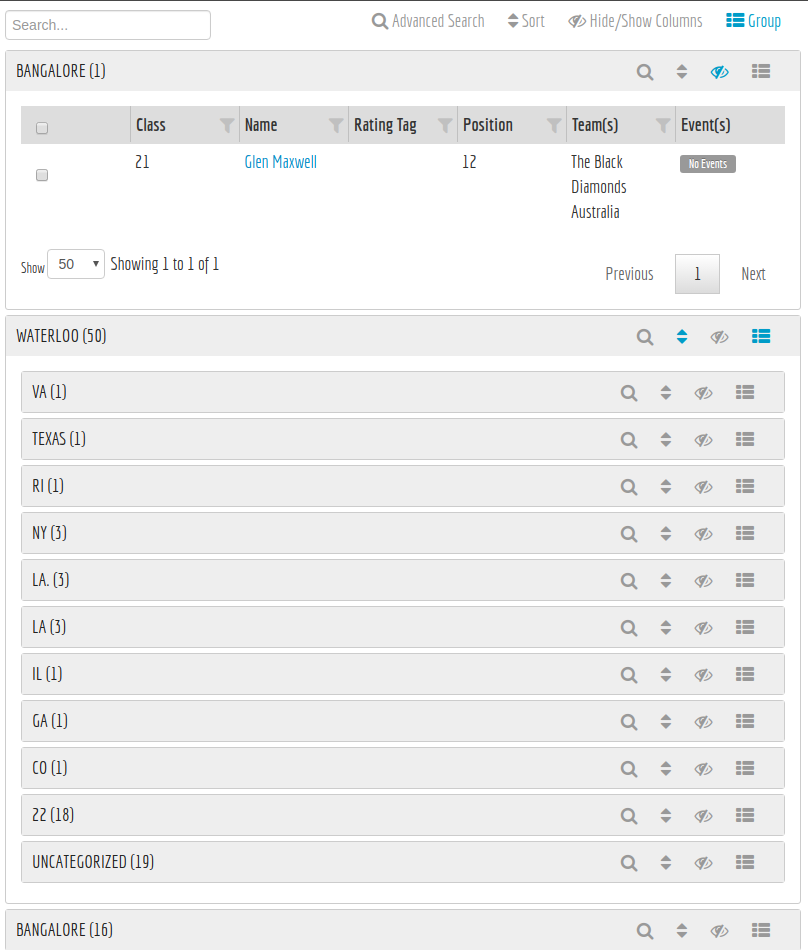 Search... Advanced Search Sort Hide/Show Columns Group
BANGALORE (1)
Class Name Rating Tag Position Team(s) Event(s)
21 Glen Maxwell 12 The Black No Events
Diamonds
Australia
Show 50 Showing 1 to 1 of 1 Previous 1 Next
WATERLOO (50)
VA (1)
TEXAS (1)
RI (1)
NY (3)
LA. (3)
LA (3)
IL (1)
GA (1)
CO (1)
22 (18)
UNCATEGORIZED (19)
BANGALORE (16)